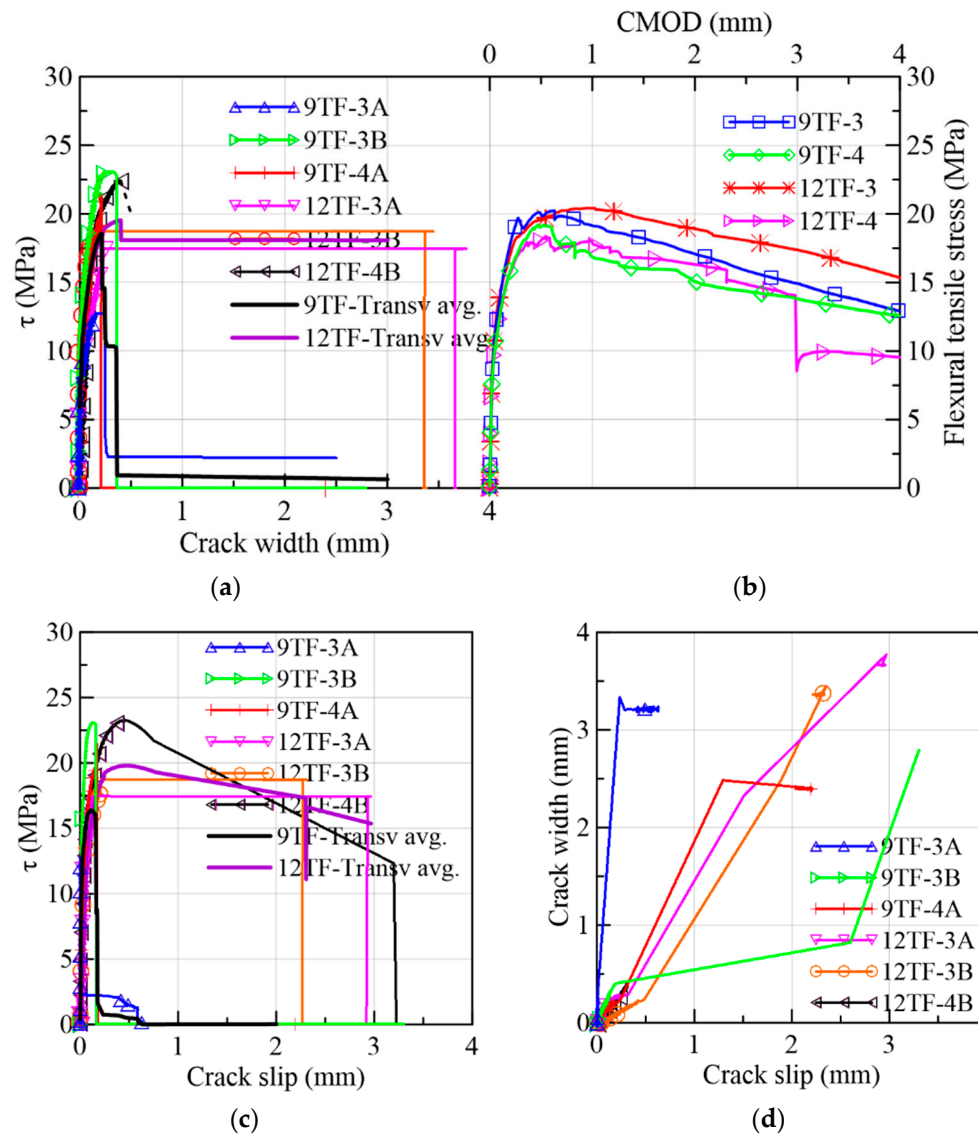 (a)
(b)
CMOD (mm)
0 1 2 3 4
30
25
20
15
10
5
0
τ (MPa)
9TF-3A
9TF-3B
9TF-4A
12TF-3A
12TF-3B
12TF-4B
9TF-Transv avg.
12TF-Transv avg.
0 1 2 3 4
Crack width (mm)
9TF-3
9TF-4
12TF-3
12TF-4
30
25
20
15
10
5
0
Flexural tensile stress (MPa)
(a)
(b)
30
25
20
15
10
5
0
τ (MPa)
9TF-3A
9TF-3B
9TF-4A
12TF-3A
12TF-3B
12TF-4B
9TF-Transv avg.
12TF-Transv avg.
0 1 2 3 4
Crack slip (mm)
4
3
2
1
0
Crack width (mm)
9TF-3A
9TF-3B
9TF-4A
12TF-3A
12TF-3B
12TF-4B
0 1 2 3
Crack slip (mm)
(c)
(d)